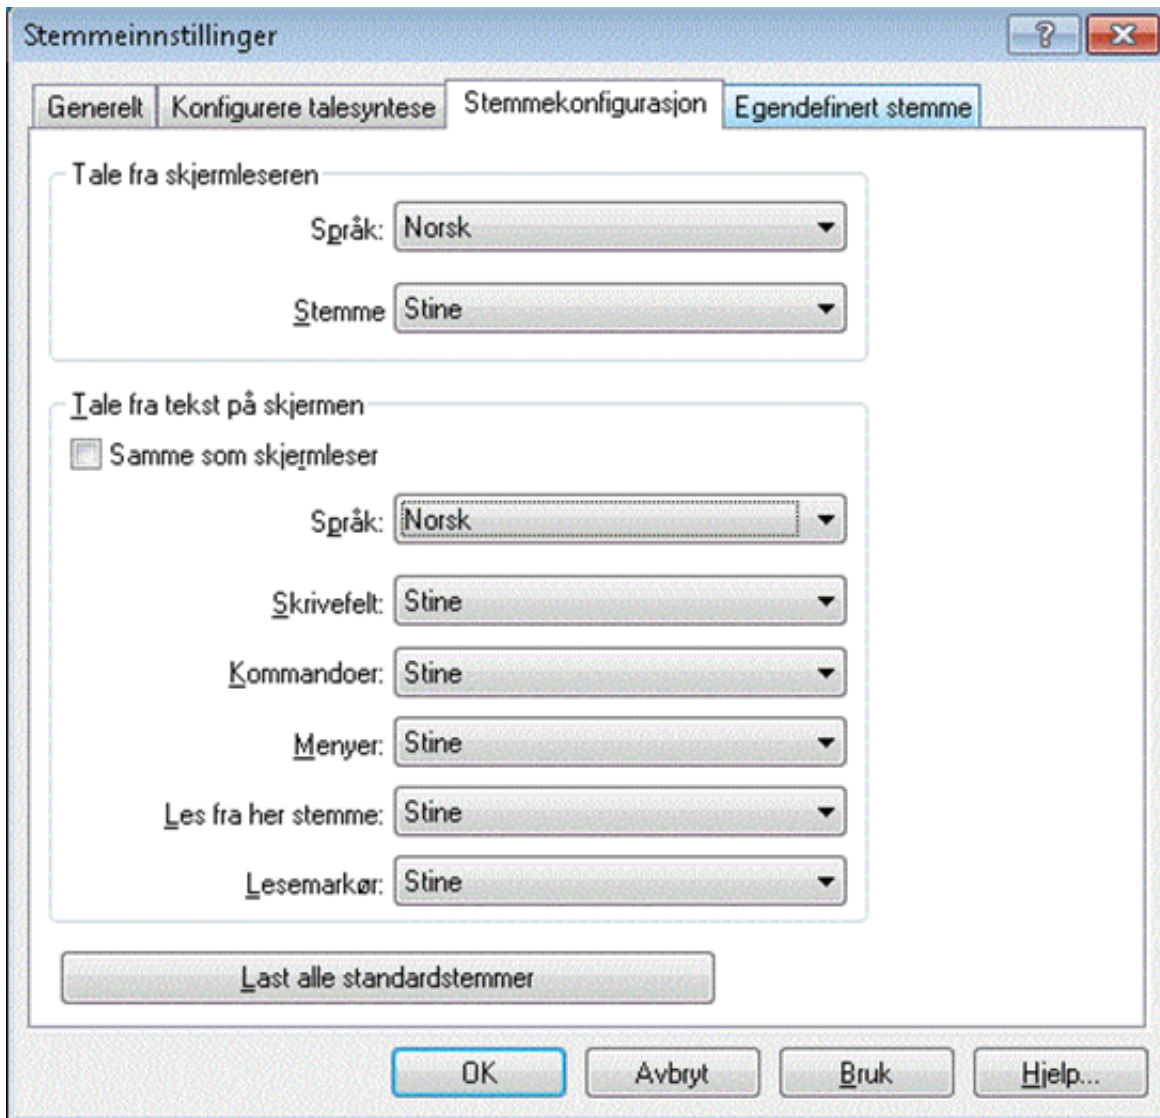 Stemmeinnstillinger
Generelt Konfigurere talesyntese Stemmekonfigurasjon Egendefinert stemme
Tale fra skjermleseren
Språk: Norsk
Stemme Stine
Tale fra tekst på skjermen
Samme som skjermleser
Språk: Norsk
Skrivefelt: Stine
Kommandoer: Stine
Menyer: Stine
Les fra her stemme: Stine
Lesemarkør: Stine
Last alle standardstemmer
OK Avbryt Bruk Hjelp...